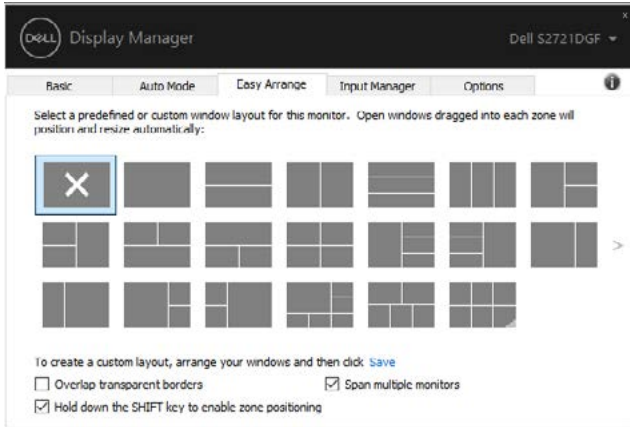 DELL Display Manager
Dell S2721DGF
Basic Auto Mode Easy Arrange Input Manager Options
Select a predefined or custom window layout for this monitor. Open windows dragged into each zone will
position and resize automatically:
To create a custom layout, arrange your windows and then click Save
Overlap transparent borders
Span multiple monitors
Hold down the SHIFT key to enable zone positioning